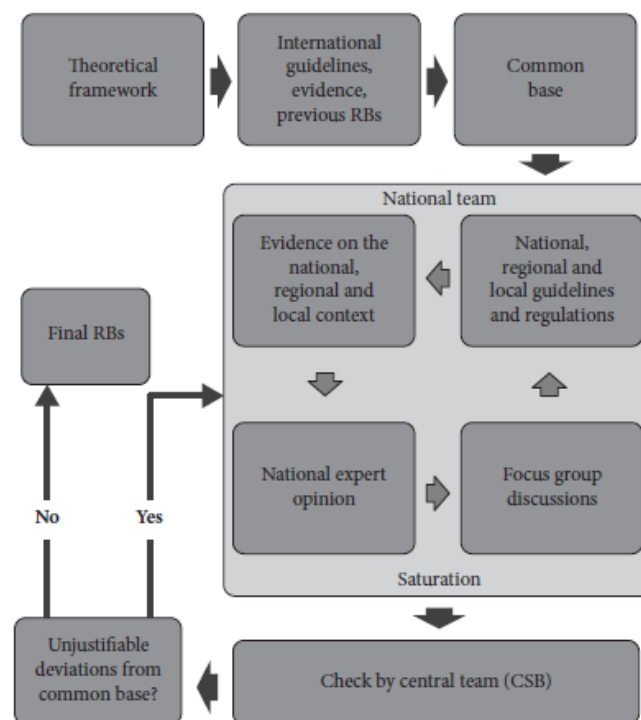 Theoretical
framework
International
guidelines,
evidence,
previous RBs
Common
base
National team
Evidence on the
national,
regional and
local context
National,
regional and
local guidelines
and regulations
Final RBs
National expert
opinion
Focus group
discussions
No
Yes
Saturation
Unjustifiable
deviations from
common base?
Check by central team (CSB)